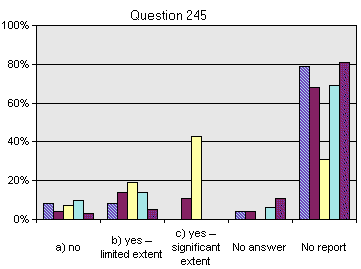 Question 245
100%
80%
60%
40%
20%
0%
a) no
b) yes –
limited extent
c) yes –
significant
extent
No answer
No report